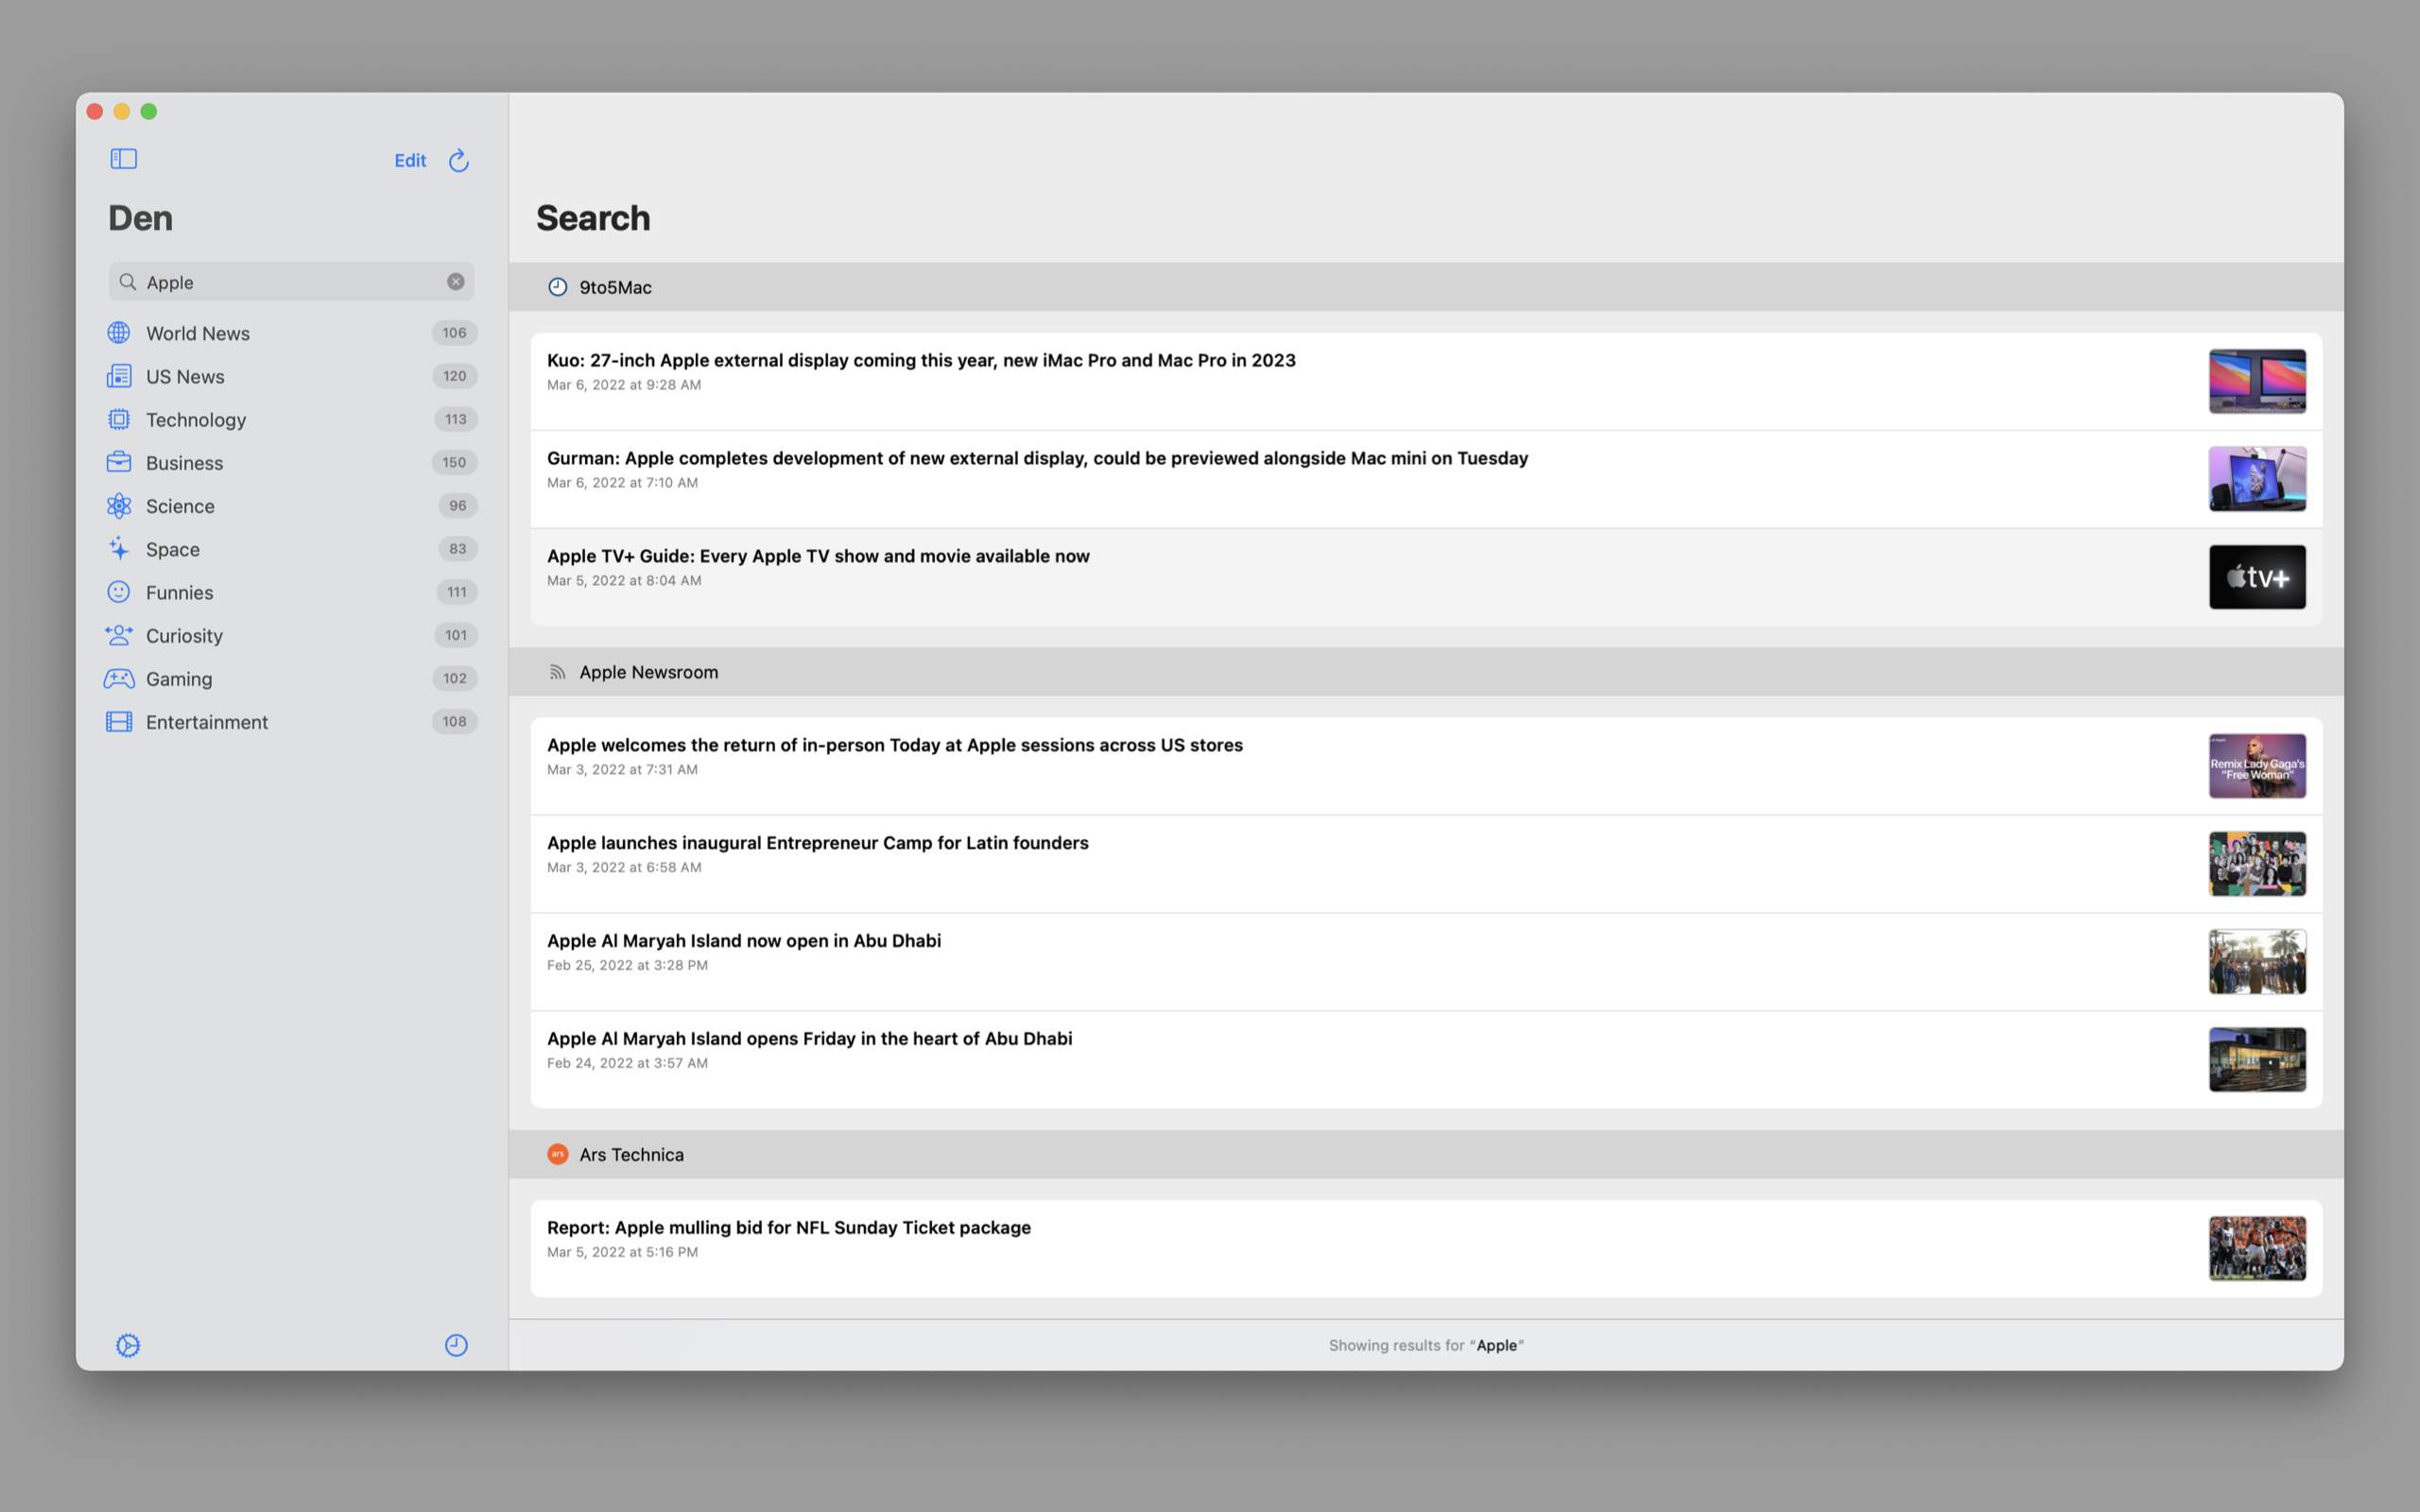 Edit
Den
Apple
World News 106
US News 120
Technology 113
Business 150
Science 96
Space 83
Funnies 111
Curiosity 101
Gaming 102
Entertainment 108
Search
9to5Mac
Kuo: 27-inch Apple external display coming this year, new iMac Pro and Mac Pro in 2023
Mar 6, 2022 at 9:28 AM
Gurman: Apple completes development of new external display, could be previewed alongside Mac mini on Tuesday
Mar 6, 2022 at 7:10 AM
Apple TV+ Guide: Every Apple TV show and movie available now
Mar 5, 2022 at 8:04 AM
tv+
Apple Newsroom
Apple welcomes the return of in-person Today at Apple sessions across US stores
Mar 3, 2022 at 7:31 AM
Remix Lady Gaga's
"Free Woman"
Apple launches inaugural Entrepreneur Camp for Latin founders
Mar 3, 2022 at 6:58 AM
Apple Al Maryah Island now open in Abu Dhabi
Feb 25, 2022 at 3:28 PM
Apple Al Maryah Island opens Friday in the heart of Abu Dhabi
Feb 24, 2022 at 3:57 AM
ars Ars Technica
Report: Apple mulling bid for NFL Sunday Ticket package
Mar 5, 2022 at 5:16 PM
Showing results for “Apple”